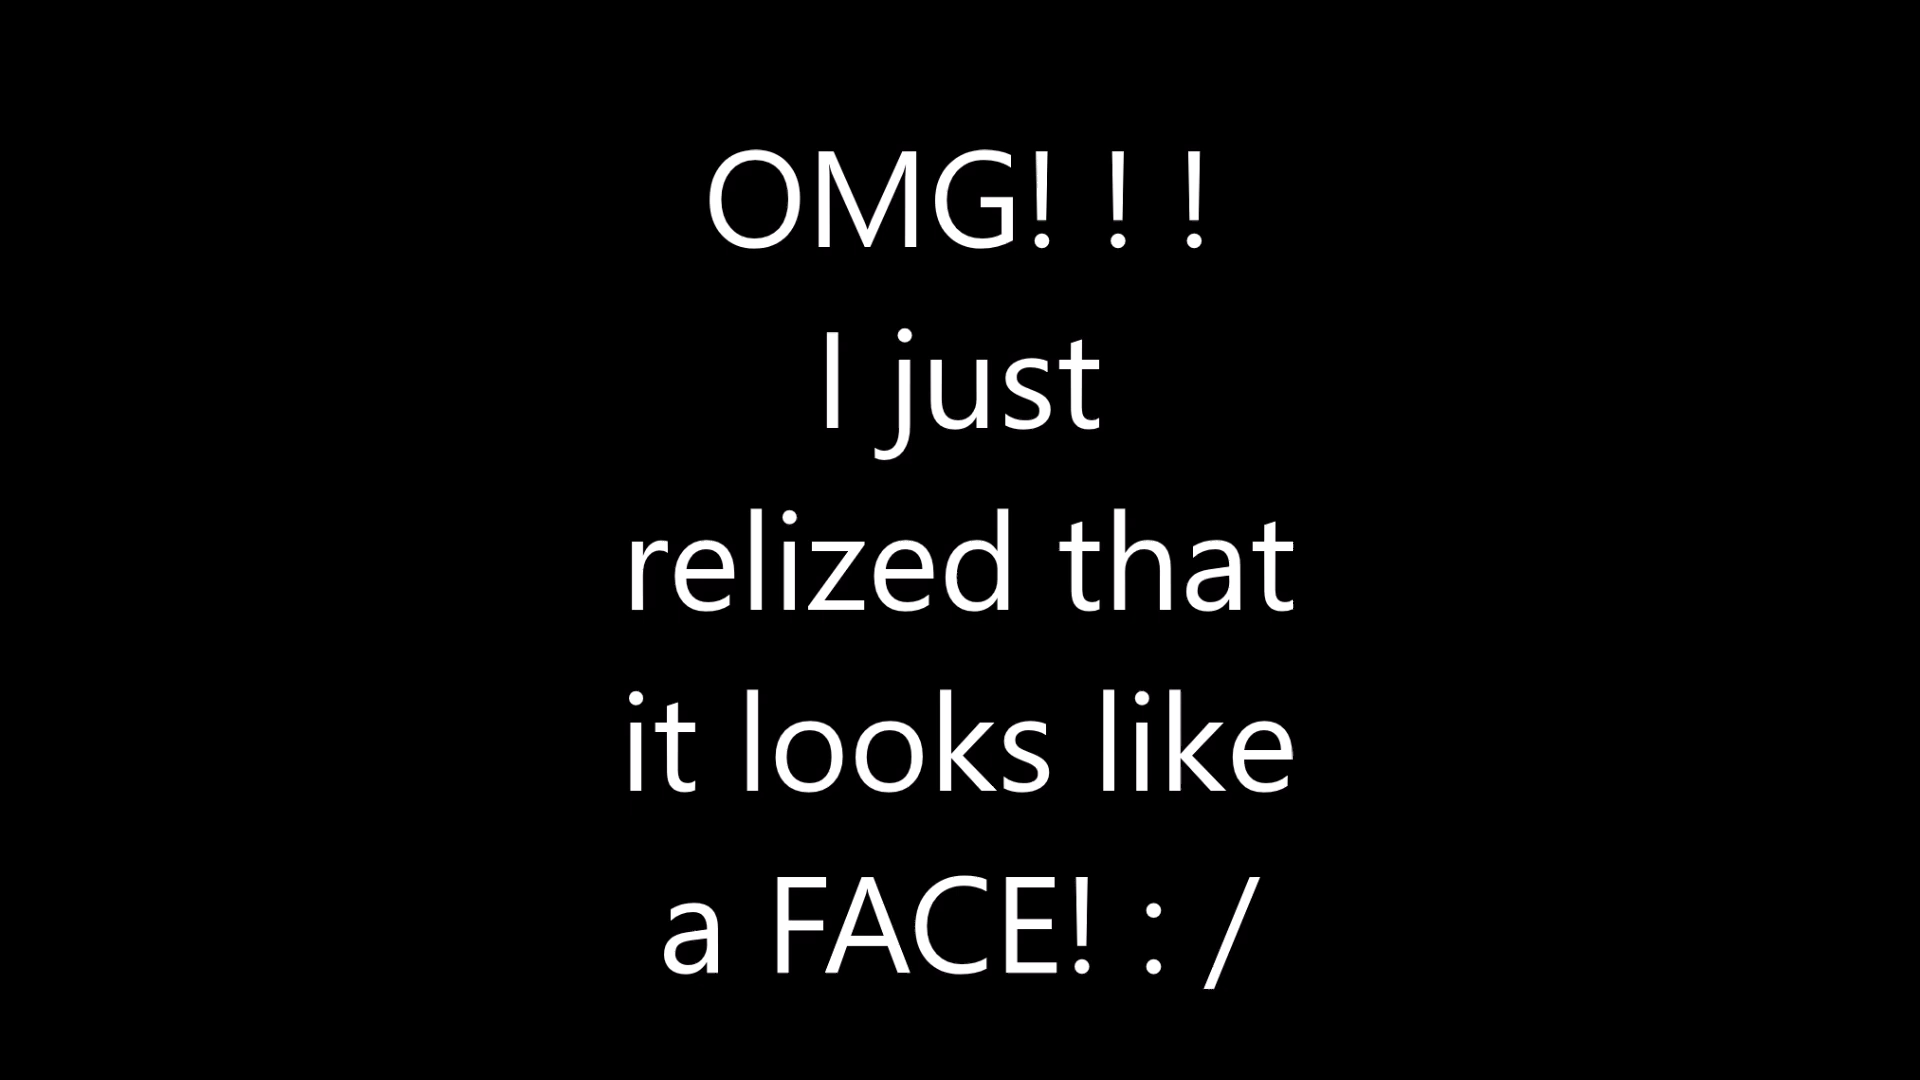 OMG! ! !
I just
relized that
it looks like
a FACE! : /